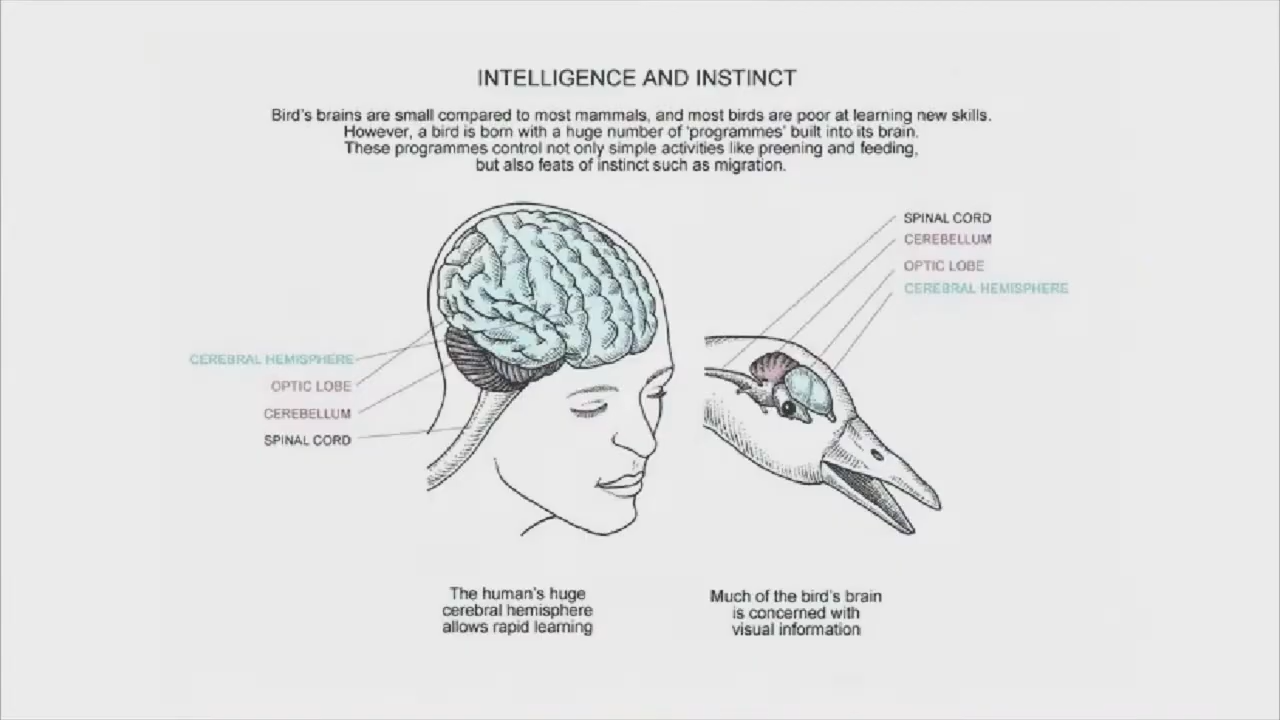 INTELLIGENCE AND INSTINCT
Bird's brains are small compared to most mammals, and most birds are poor at learning new skills.
However, a bird is born with a huge number of 'programmes' built into its brain.
These programmes control not only simple activities like preening and feeding,
but also feats of instinct such as migration.
CEREBRAL HEMISPHERE
OPTIC LOBE
CEREBELLUM
SPINAL CORD
SPINAL CORD
CEREBELLUM
OPTIC LOBE
CEREBRAL HEMISPHERE
The human's huge
cerebral hemisphere
allows rapid learning
Much of the bird's brain
is concerned with
visual information